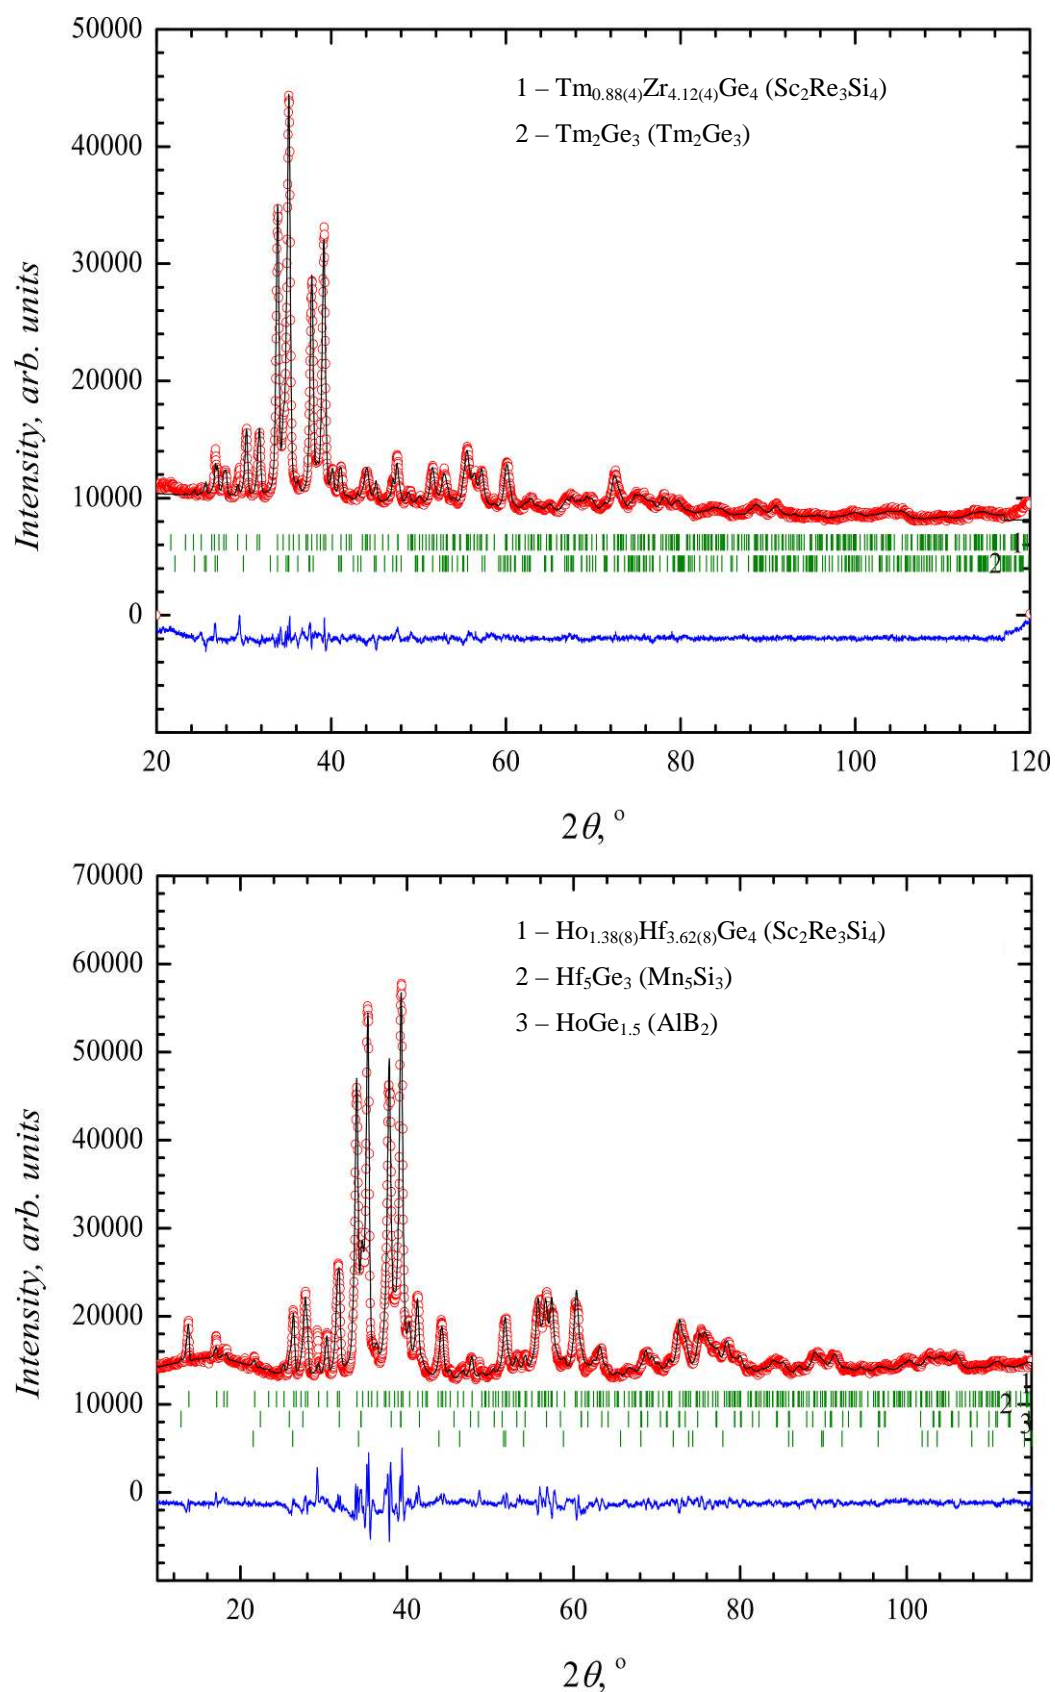 50000
1 – Tm0.88(4)Zr4.12(4)Ge4 (Sc2Re3Si4)
2 – Tm2Ge3 (Tm2Ge3)
40000
30000
20000
10000
0
Intensity, arb. units
1
2
20 40 60 80 100 120
2θ, °
70000
1 – Ho1.38(8)Hf3.62(8)Ge4 (Sc2Re3Si4)
2 – Hf5Ge3 (Mn5Si3)
3 – HoGe1.5 (AlB2)
60000
50000
40000
30000
20000
10000
0
Intensity, arb. units
1
2
3
20 40 60 80 100
2θ, °